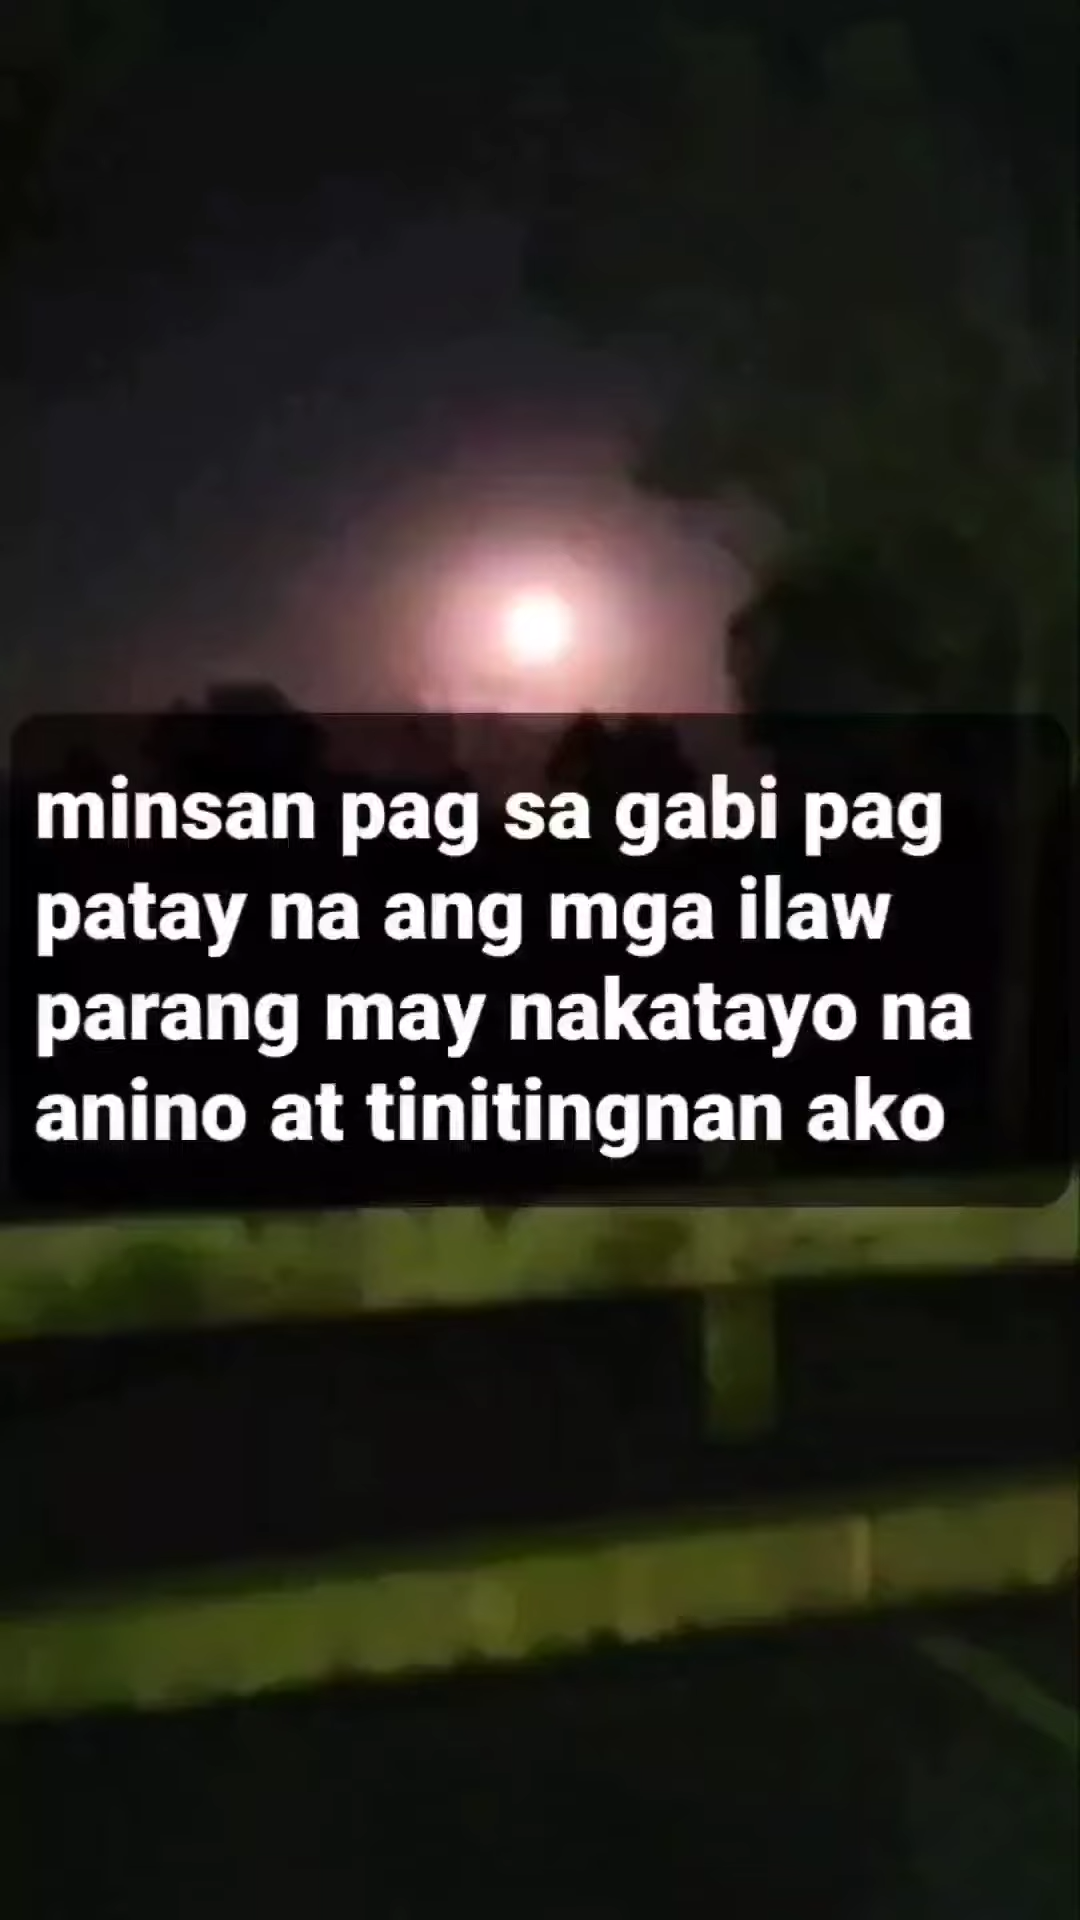 minsan pag sa gabi pag
patay na ang mga ilaw
parang may nakatayo na
anino at tinitingnan ako